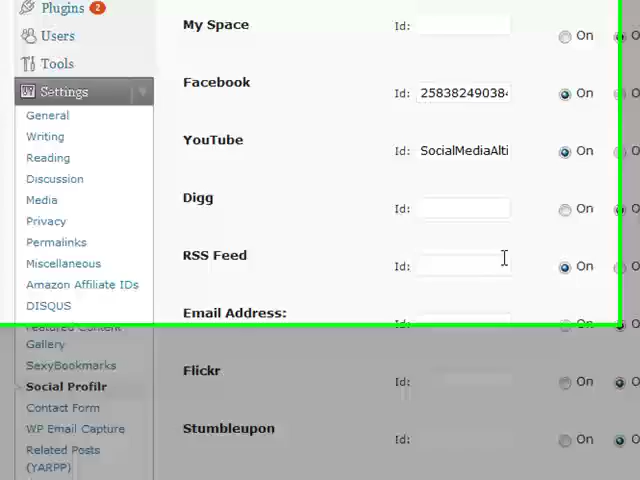 Plugins 2
Users
Tools
Settings
General
Writing
Reading
Discussion
Media
Privacy
Permalinks
Miscellaneous
Amazon Affiliate IDs
DISQUS
Featured Content
Gallery
SexyBookmarks
Social Profilr
Contact Form
WP Email Capture
Related Posts
(YARPP)
My Space Id: On
Facebook Id: 2583824903 On
YouTube Id: SocialMediaAlti On
Digg Id: On
RSS Feed Id: On
Email Address: Id: On
Flickr Id: On
Stumbleupon Id: On